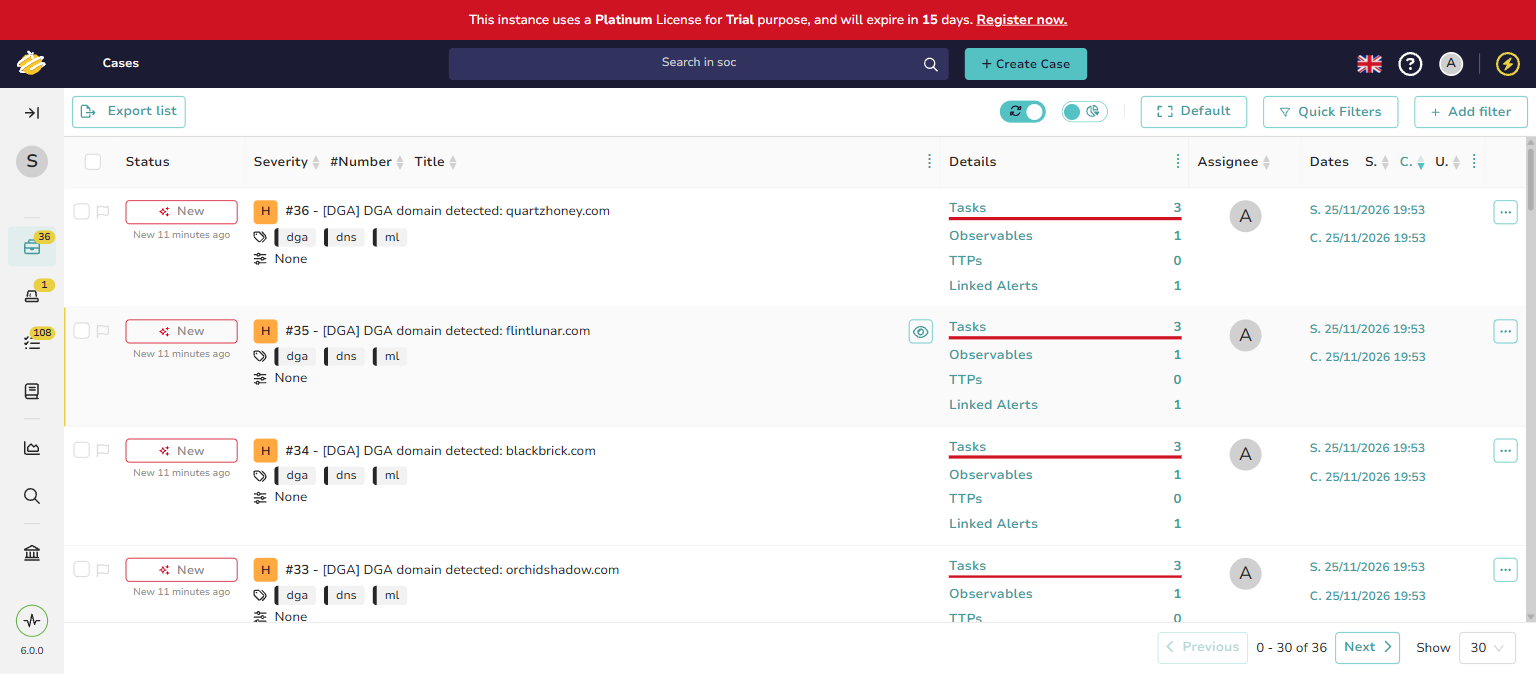 This instance uses a Platinum License for Trial purpose, and will expire in 15 days. Register now.
Cases
Search in soc
+ Create Case
?
A
Export list
Default
Quick Filters
+ Add filter
S
36
1
108
6.0.0
Status
Severity
#Number
Title
Details
Assignee
Dates
S.
C.
U.
New
New 11 minutes ago
H
#36 - [DGA] DGA domain detected: quartzhoney.com
dga
dns
ml
None
Tasks 3
Observables 1
TTPs 0
Linked Alerts 1
A
S. 25/11/2026 19:53
C. 25/11/2026 19:53
New
New 11 minutes ago
H
#35 - [DGA] DGA domain detected: flintlunar.com
dga
dns
ml
None
Tasks 3
Observables 1
TTPs 0
Linked Alerts 1
A
S. 25/11/2026 19:53
C. 25/11/2026 19:53
New
New 11 minutes ago
H
#34 - [DGA] DGA domain detected: blackbrick.com
dga
dns
ml
None
Tasks 3
Observables 1
TTPs 0
Linked Alerts 1
A
S. 25/11/2026 19:53
C. 25/11/2026 19:53
New
New 11 minutes ago
H
#33 - [DGA] DGA domain detected: orchidshadow.com
dga
dns
ml
None
Tasks 3
Observables 1
TTPs 0
A
S. 25/11/2026 19:53
C. 25/11/2026 19:53
Previous
0 - 30 of 36
Next
Show
30